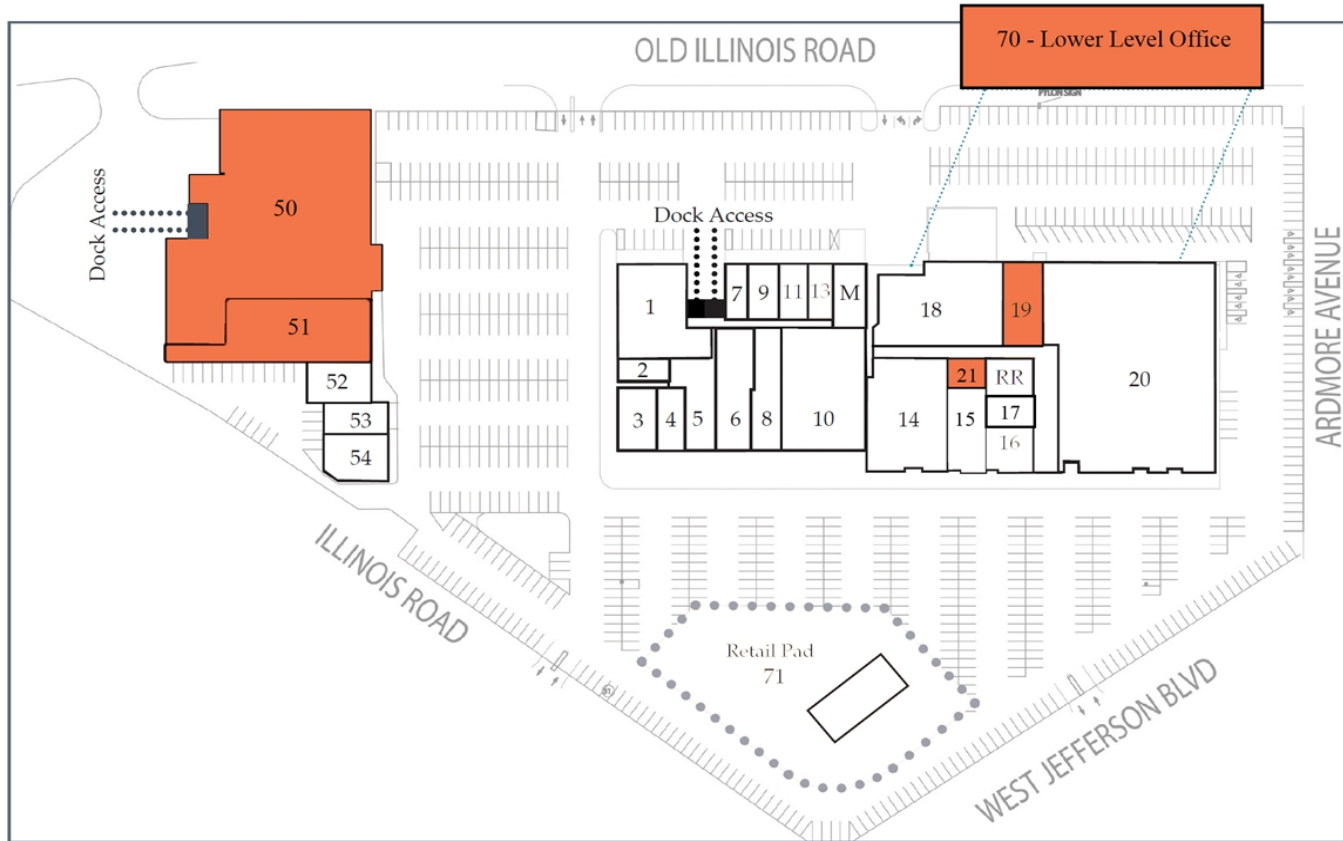 70 - Lower Level Office
OLD ILLINOIS ROAD
PYLON SIGN
50
Dock Access
Dock Access
ARDMORE AVENUE
1
7
9
11
13
M
18
19
20
51
52
53
54
2
3
4
5
6
8
10
14
21
RR
15
17
16
ILLINOIS ROAD
Retail Pad
71
WEST JEFFERSON BLVD